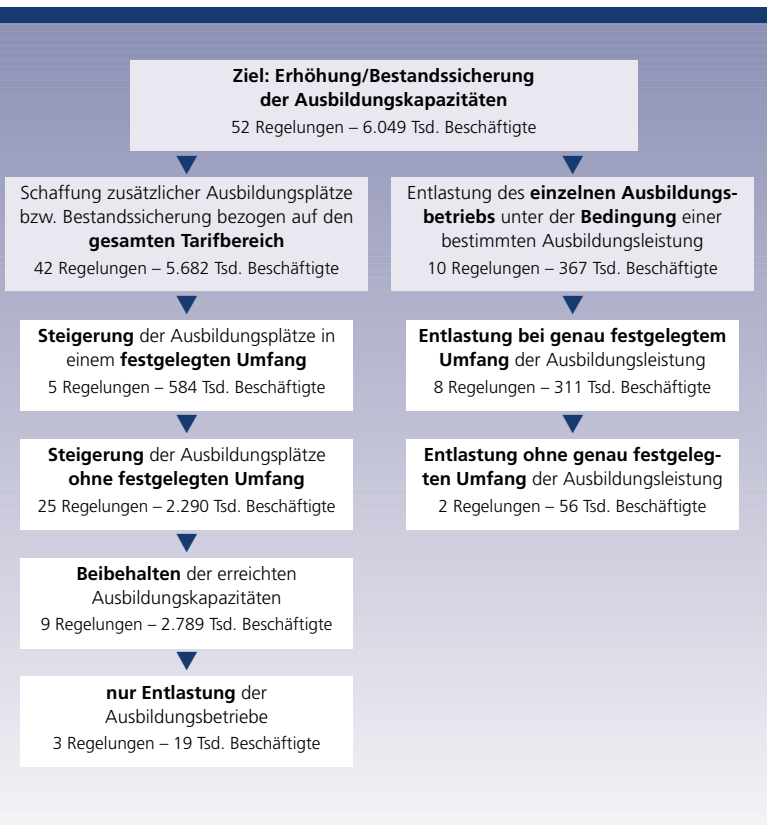 Ziel: Erhöhung/Bestandssicherung
der Ausbildungskapazitäten
52 Regelungen – 6.049 Tsd. Beschäftigte
Schaffung zusätzlicher Ausbildungsplätze
bzw. Bestandssicherung bezogen auf den
gesamten Tarifbereich
42 Regelungen – 5.682 Tsd. Beschäftigte
Steigerung der Ausbildungsplätze in
einem festgelegten Umfang
5 Regelungen – 584 Tsd. Beschäftigte
Steigerung der Ausbildungsplätze
ohne festgelegten Umfang
25 Regelungen – 2.290 Tsd. Beschäftigte
Beibehalten der erreichten
Ausbildungskapazitäten
9 Regelungen – 2.789 Tsd. Beschäftigte
nur Entlastung der
Ausbildungsbetriebe
3 Regelungen – 19 Tsd. Beschäftigte
Entlastung des einzelnen Ausbildungs-
betriebs unter der Bedingung einer
bestimmten Ausbildungsleistung
10 Regelungen – 367 Tsd. Beschäftigte
Entlastung bei genau festgelegtem
Umfang der Ausbildungsleistung
8 Regelungen – 311 Tsd. Beschäftigte
Entlastung ohne genau festgeleg-
ten Umfang der Ausbildungsleistung
2 Regelungen – 56 Tsd. Beschäftigte